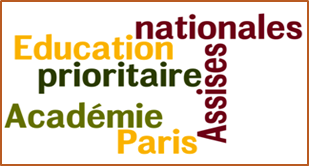 nationales
Education
prioritaire
Assises
Académie
Paris